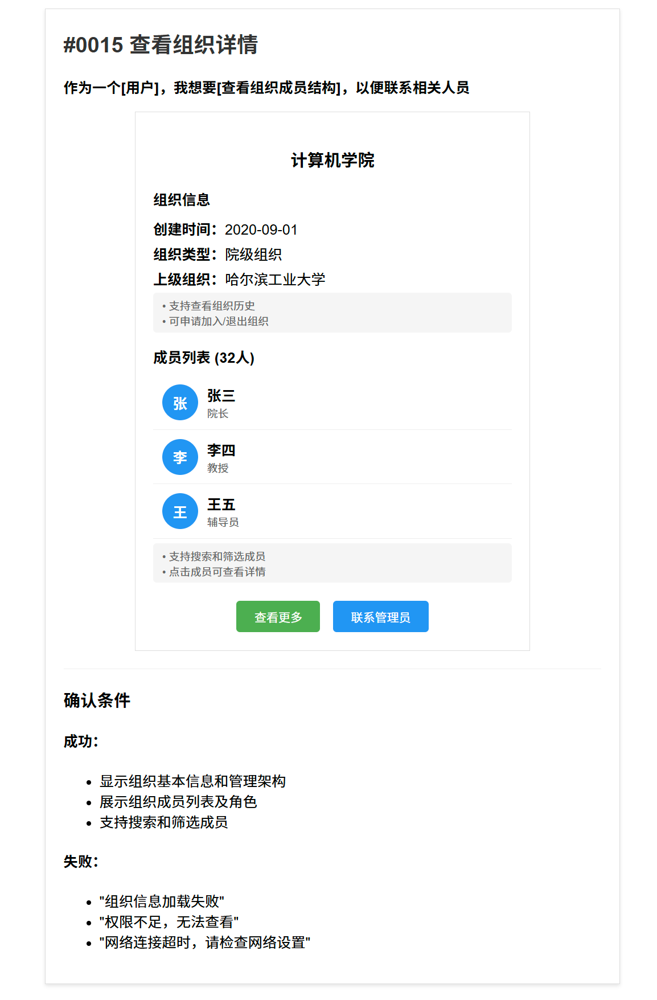 #0015 查看组织详情
作为一个[用户]，我想要[查看组织成员结构]，以便联系相关人员
计算机学院
组织信息
创建时间：2020-09-01
组织类型：院级组织
上级组织：哈尔滨工业大学
• 支持查看组织历史
• 可申请加入/退出组织
成员列表 (32人)
张
张三
院长
李
李四
教授
王
王五
辅导员
• 支持搜索和筛选成员
• 点击成员可查看详情
查看更多 联系管理员
确认条件
成功：
• 显示组织基本信息和管理架构
• 展示组织成员列表及角色
• 支持搜索和筛选成员
失败：
• "组织信息加载失败"
• "权限不足，无法查看"
• "网络连接超时，请检查网络设置"